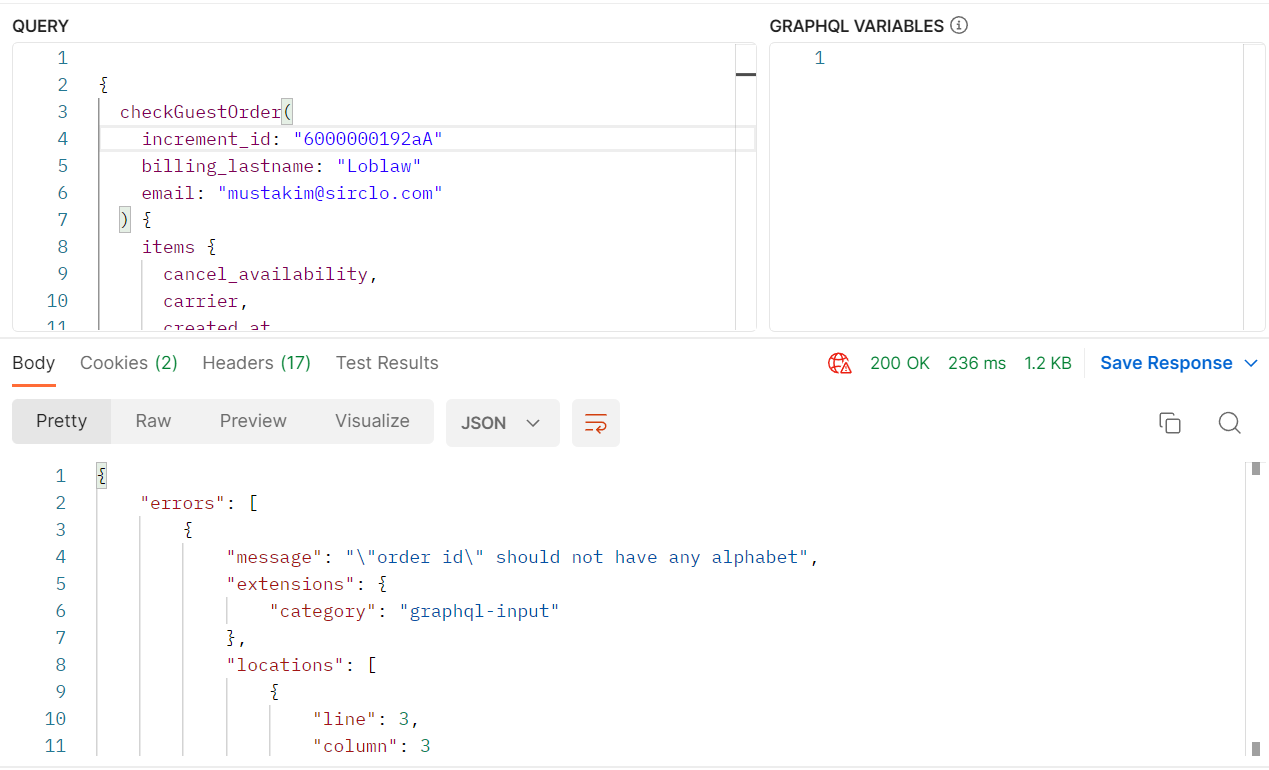 QUERY
1
2 {
3 checkGuestOrder(
4 increment_id: "6000000192aA"
5 billing_lastname: "Loblaw"
6 email: "mustakim@sirclo.com"
7 ) {
8 items {
9 cancel_availability,
10 carrier,
11 created_at
GRAPHQL VARIABLES
1
Body Cookies (2) Headers (17) Test Results 200 OK 236 ms 1.2 KB Save Response
Pretty Raw Preview Visualize JSON
1 {
2 "errors": [
3 {
4 "message": "\"order id\" should not have any alphabet",
5 "extensions": {
6 "category": "graphql-input"
7 },
8 "locations": [
9 {
10 "line": 3,
11 "column": 3